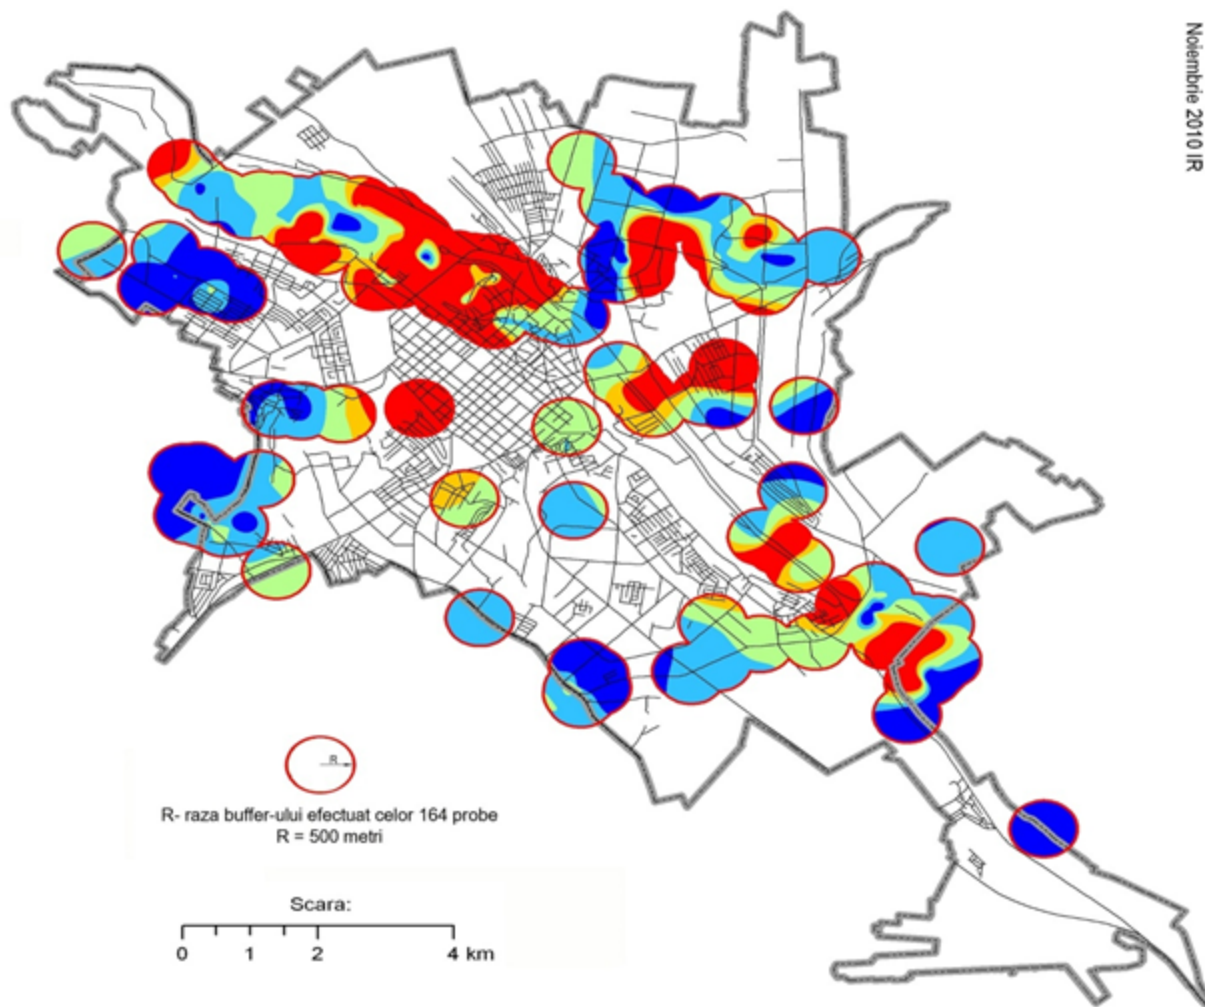 Noiembrie 2010 IR
R
R- raza buffer-ului efectuat celor 164 probe
R = 500 metri
Scara:
0 1 2 4 km